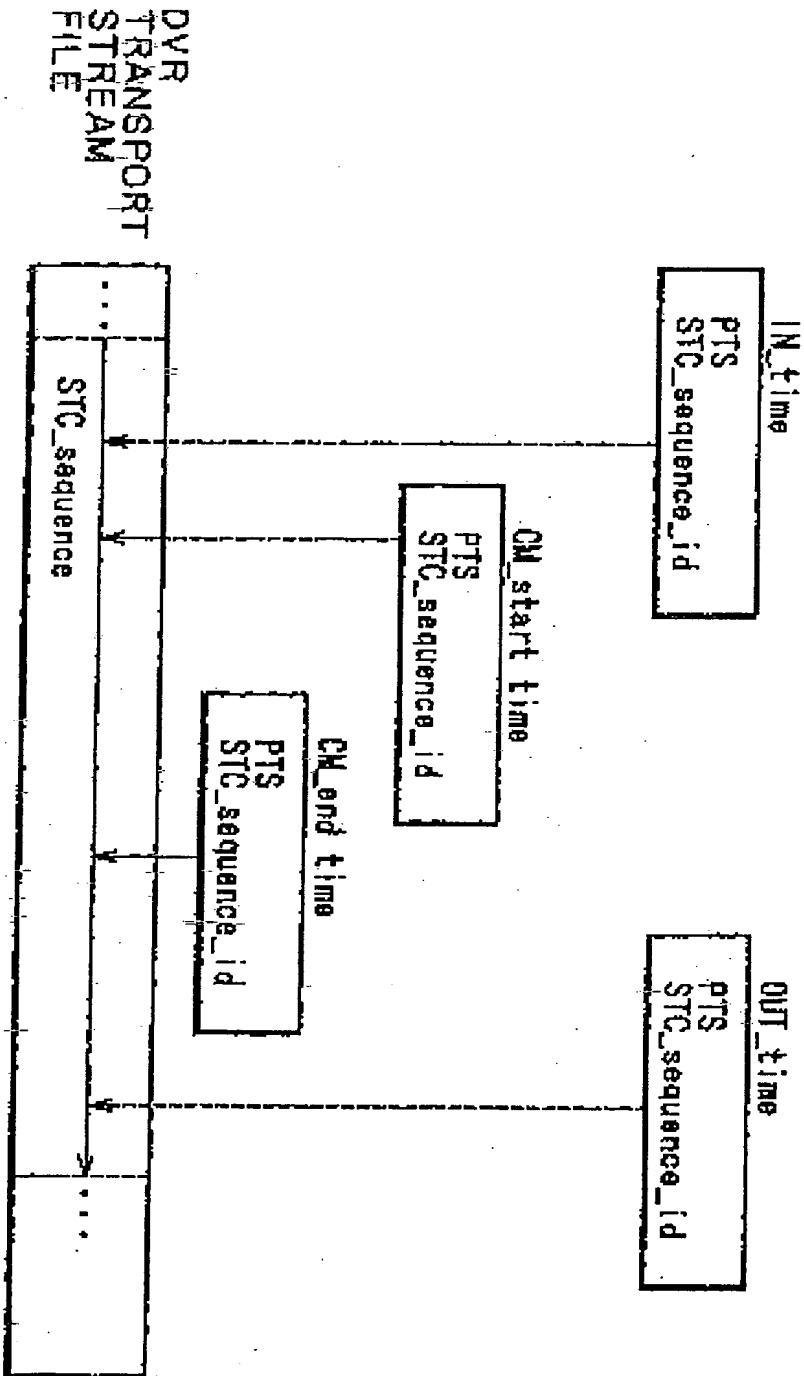 IN_time
PTS
STC_sequence_id
OUT_time
PTS
STC_sequence_id
CM_start time
PTS
STC_sequence_id
CM_end time
PTS
STC_sequence_id
DVR
TRANSPORT
STREAM
FILE
...
STC_sequence
...